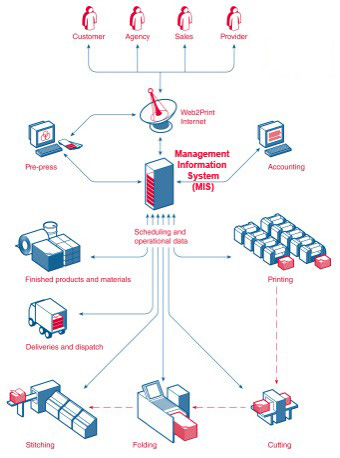 Customer
Agency
Sales
Provider
Web2Print
Internet
Pre-press
Management
Information
System
(MIS)
Accounting
Scheduling and
operational data
Finished products and materials
Printing
Deliveries and dispatch
Stitching
Folding
Cutting